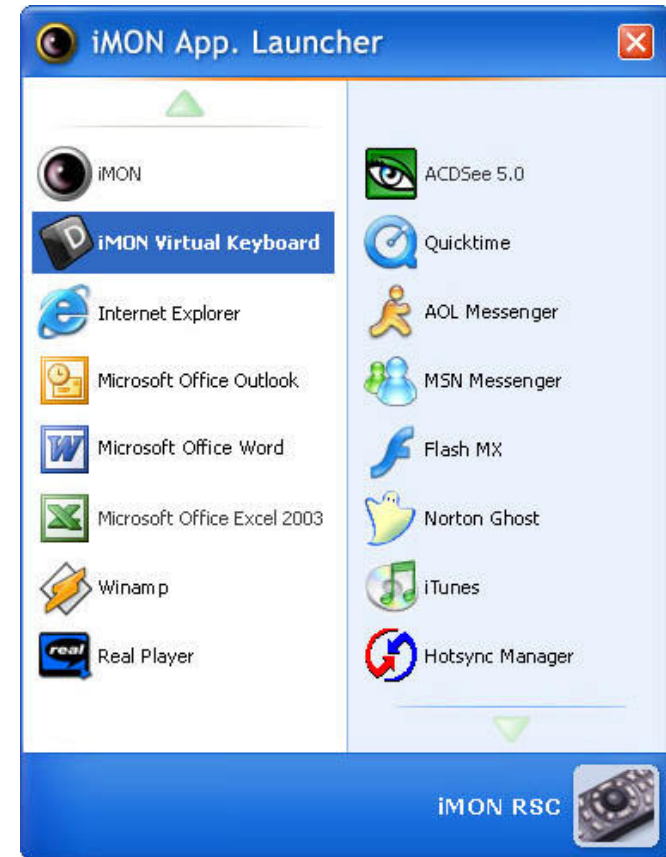 iMON App. Launcher
iMON
iMON Virtual Keyboard
Internet Explorer
Microsoft Office Outlook
Microsoft Office Word
Microsoft Office Excel 2003
Winamp
real
Real Player
ACDSee 5.0
Quicktime
AOL Messenger
MSN Messenger
Flash MX
Norton Ghost
iTunes
Hotsync Manager
iMON RSC